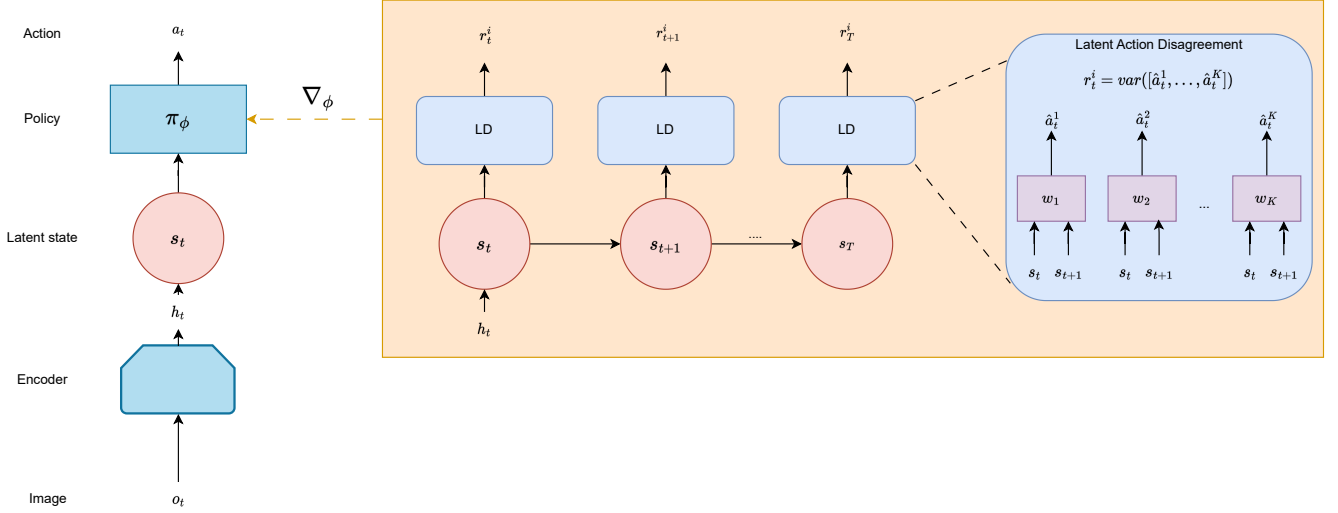 Action
Policy
Latent state
Encoder
Image
a_t
π_ϕ
s_t
h_t
o_t
∇_ϕ
r_t^i
r_{t+1}^i
r_T^i
LD
LD
LD
s_t
s_{t+1}
....
s_T
h_t
Latent Action Disagreement
r_t^i = var([â_t^1, . . . , â_t^K])
â_t^1
â_t^2
â_t^K
w_1
w_2
...
w_K
s_t s_{t+1}
s_t s_{t+1}
s_t s_{t+1}